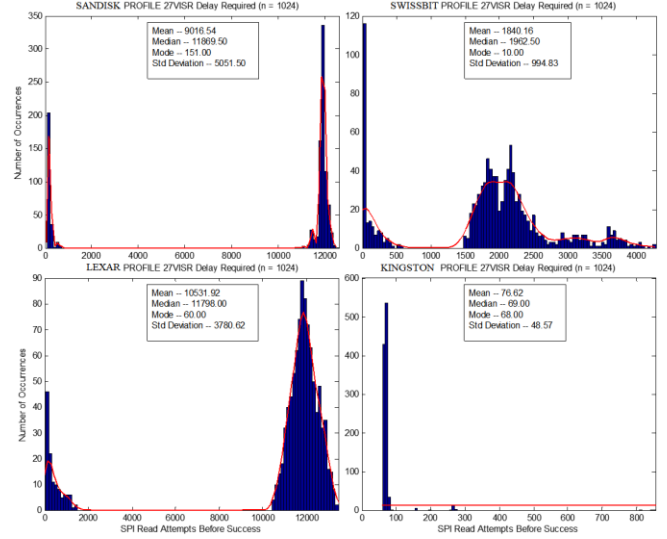 SANDISK PROFILE 27VISR Delay Required (n = 1024)
350
300
250
200
150
100
50
0
Number of Occurrences
Mean -- 9016.54
Median -- 11869.50
Mode -- 151.00
Std Deviation -- 5051.50
0 2000 4000 6000 8000 10000 12000
SWISSBIT PROFILE 27VISR Delay Required (n = 1024)
120
100
80
60
40
20
0
Mean -- 1840.16
Median -- 1962.50
Mode -- 10.00
Std Deviation -- 994.83
0 500 1000 1500 2000 2500 3000 3500 4000
LEXAR PROFILE 27VISR Delay Required (n = 1024)
90
80
70
60
50
40
30
20
10
0
Number of Occurrences
Mean -- 10531.92
Median -- 11798.00
Mode -- 60.00
Std Deviation -- 3780.62
0 2000 4000 6000 8000 10000 12000
SPI Read Attempts Before Success
KINGSTON PROFILE 27VISR Delay Required (n = 1024)
600
500
400
300
200
100
0
Mean -- 76.62
Median -- 69.00
Mode -- 68.00
Std Deviation -- 48.57
0 100 200 300 400 500 600 700 800
SPI Read Attempts Before Success